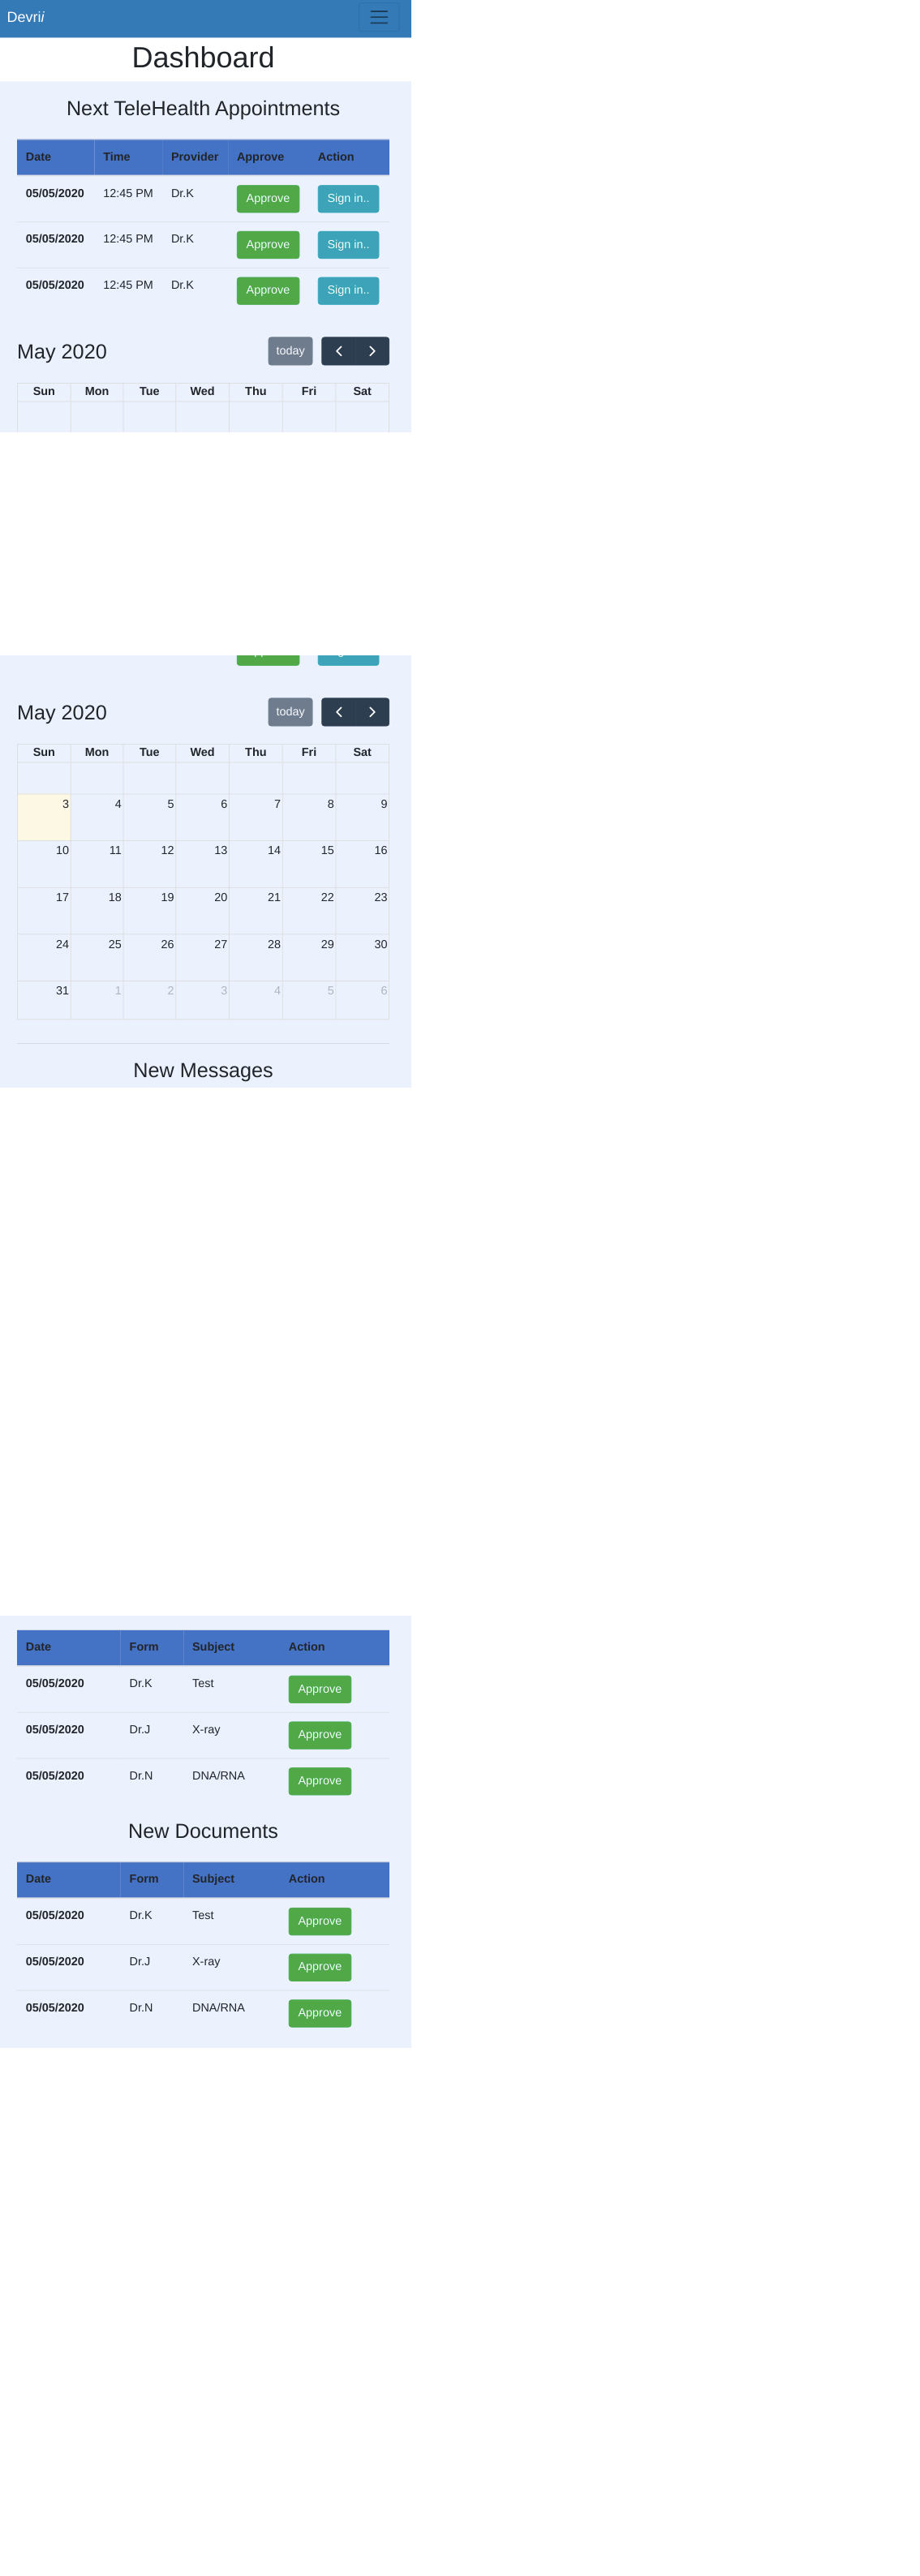 Devrii
Dashboard
Next TeleHealth Appointments
Date Time Provider Approve Action
05/05/2020 12:45 PM Dr.K Approve Sign in..
05/05/2020 12:45 PM Dr.K Approve Sign in..
05/05/2020 12:45 PM Dr.K Approve Sign in..
May 2020 today
Sun Mon Tue Wed Thu Fri Sat
May 2020 today
Sun Mon Tue Wed Thu Fri Sat
3 4 5 6 7 8 9
10 11 12 13 14 15 16
17 18 19 20 21 22 23
24 25 26 27 28 29 30
31 1 2 3 4 5 6
New Messages
Date Form Subject Action
05/05/2020 Dr.K Test Approve
05/05/2020 Dr.J X-ray Approve
05/05/2020 Dr.N DNA/RNA Approve
New Documents
Date Form Subject Action
05/05/2020 Dr.K Test Approve
05/05/2020 Dr.J X-ray Approve
05/05/2020 Dr.N DNA/RNA Approve